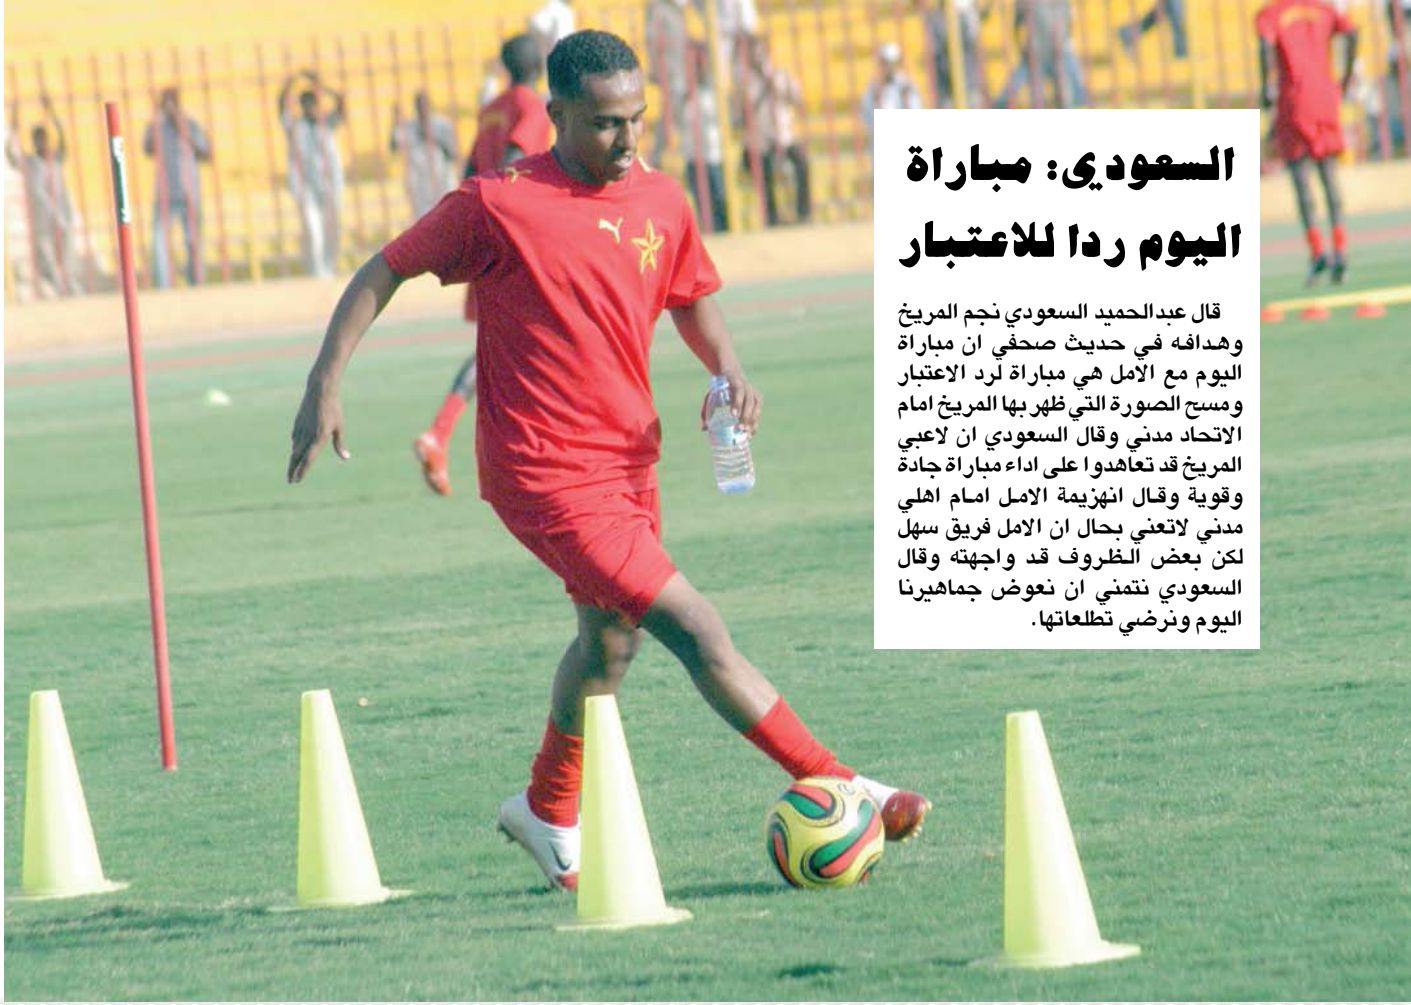 السعودي: مباراة
اليوم ردا للاعتبار
قال عبدالحميد السعودي نجم المريخ
وهدافه في حديث صحفي ان مباراة
اليوم مع الامل هي مباراة لرد الاعتبار
ومسح الصورة التي ظهر بها المريخ امام
الاتحاد مدني وقال السعودي ان لاعبي
المريخ قد تعاهدوا على اداء مباراة جادة
وقوية وقال انهزيمة الامل امام اهلي
مدني لاتعني بحال ان الامل فريق سهل
لكن بعض الظروف قد واجهته وقال
السعودي نتمني ان نعوض جماهيرنا
اليوم ونرضي تطلعاتها.